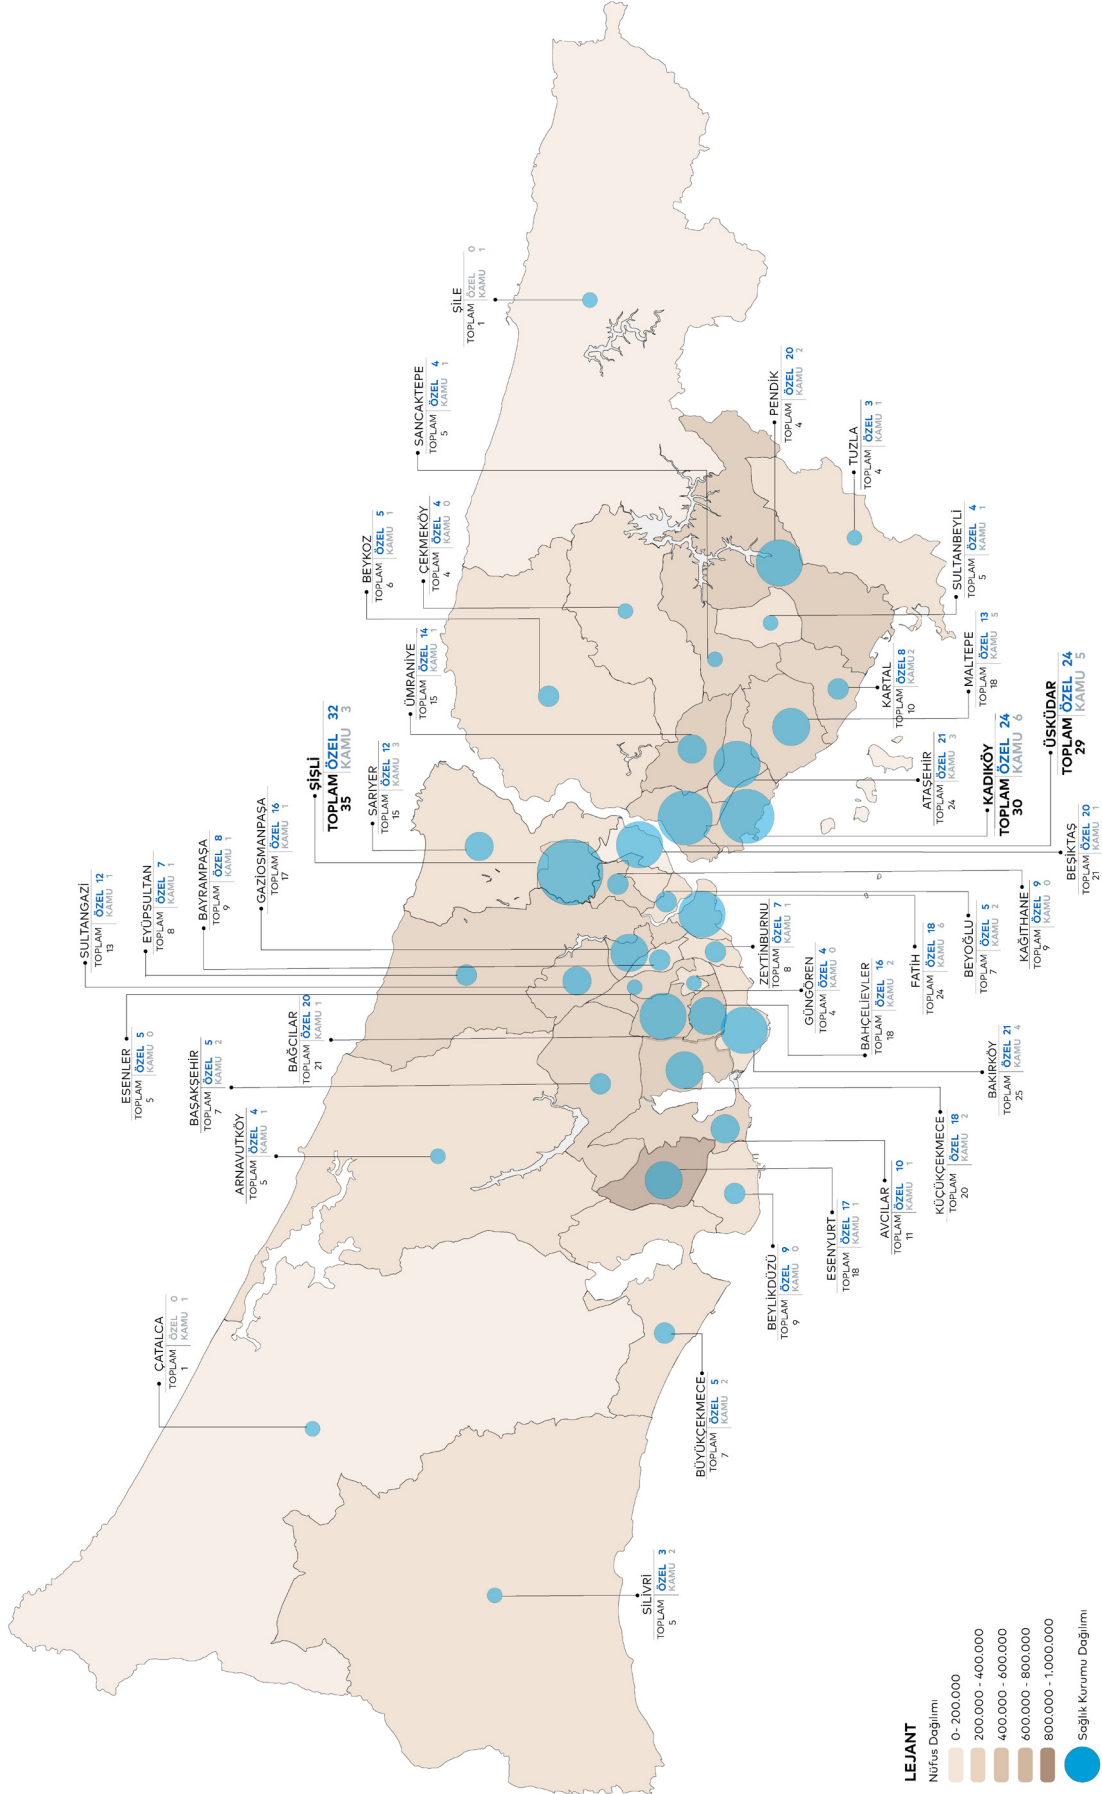 ÇATALCA
TOPLAM ÖZEL 0
1 KAMU 1
SİLİVRİ
TOPLAM ÖZEL 3
5 KAMU 2
BÜYÜKÇEKMECE
TOPLAM ÖZEL 5
7 KAMU 2
ARNAVUTKÖY
TOPLAM ÖZEL 4
5 KAMU 1
BAŞAKŞEHİR
TOPLAM ÖZEL 5
7 KAMU 2
ESENLER
TOPLAM ÖZEL 5
5 KAMU 0
BAĞCILAR
TOPLAM ÖZEL 20
21 KAMU 1
SULTANGAZİ
TOPLAM ÖZEL 12
13 KAMU 1
EYÜPSULTAN
TOPLAM ÖZEL 7
8 KAMU 1
BAYRAMPAŞA
TOPLAM ÖZEL 8
9 KAMU 1
GAZİOSMANPAŞA
TOPLAM ÖZEL 16
17 KAMU 1
ŞİŞLİ
TOPLAM ÖZEL 32
35 KAMU 3
SARIYER
TOPLAM ÖZEL 12
15 KAMU 3
ÜMRANİYE
TOPLAM ÖZEL 14
15 KAMU 1
BEYKOZ
TOPLAM ÖZEL 5
6 KAMU 1
ÇEKMEKÖY
TOPLAM ÖZEL 4
4 KAMU 0
SANCAKTEPE
TOPLAM ÖZEL 4
5 KAMU 1
ŞİLE
TOPLAM ÖZEL 0
1 KAMU 1
BEYLİKDÜZÜ
TOPLAM ÖZEL 9
9 KAMU 0
ESENYURT
TOPLAM ÖZEL 17
18 KAMU 1
AVCILAR
TOPLAM ÖZEL 10
11 KAMU 1
KÜÇÜKÇEKMECE
TOPLAM ÖZEL 18
20 KAMU 2
BAKIRKÖY
TOPLAM ÖZEL 21
25 KAMU 4
BAHÇELİEVLER
TOPLAM ÖZEL 16
18 KAMU 2
GÜNGÖREN
TOPLAM ÖZEL 4
4 KAMU 0
ZEYTİNBURNU
TOPLAM ÖZEL 7
8 KAMU 1
FATİH
TOPLAM ÖZEL 18
24 KAMU 6
BEYOĞLU
TOPLAM ÖZEL 5
7 KAMU 2
KAĞITHANE
TOPLAM ÖZEL 9
9 KAMU 0
BEŞİKTAŞ
TOPLAM ÖZEL 20
21 KAMU 1
ÜSKÜDAR
TOPLAM ÖZEL 24
29 KAMU 5
KADIKÖY
TOPLAM ÖZEL 24
30 KAMU 6
ATAŞEHİR
TOPLAM ÖZEL 21
24 KAMU 3
KARTAL
TOPLAM ÖZEL 8
10 KAMU 2
MALTEPE
TOPLAM ÖZEL 13
18 KAMU 5
SULTANBEYLİ
TOPLAM ÖZEL 4
5 KAMU 1
TUZLA
TOPLAM ÖZEL 3
4 KAMU 1
PENDİK
TOPLAM ÖZEL 20
4 KAMU 2
LEJANT
Nüfus Dağılımı
0- 200.000
200.000 - 400.000
400.000 - 600.000
600.000 - 800.000
800.000 - 1.000.000
Sağlık Kurumu Dağılımı